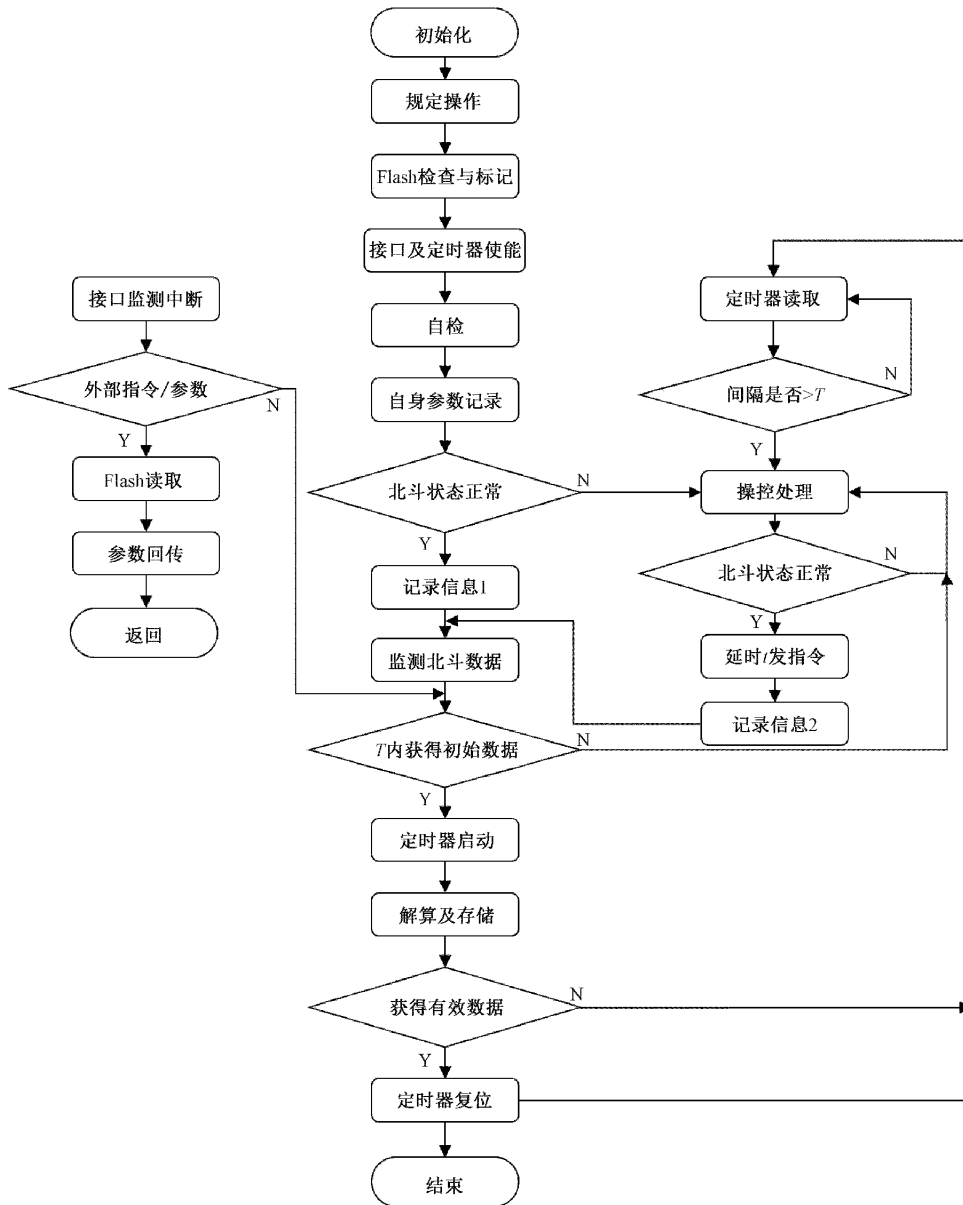 初始化
规定操作
Flash检查与标记
接口及定时器使能
自检
自身参数记录
北斗状态正常
N
Y
记录信息1
监测北斗数据
T内获得初始数据
N
Y
定时器启动
解算及存储
获得有效数据
N
Y
定时器复位
结束
接口监测中断
外部指令/参数
N
Y
Flash读取
参数回传
返回
定时器读取
间隔是否>T
N
Y
操控处理
北斗状态正常
N
Y
延时t发指令
记录信息2